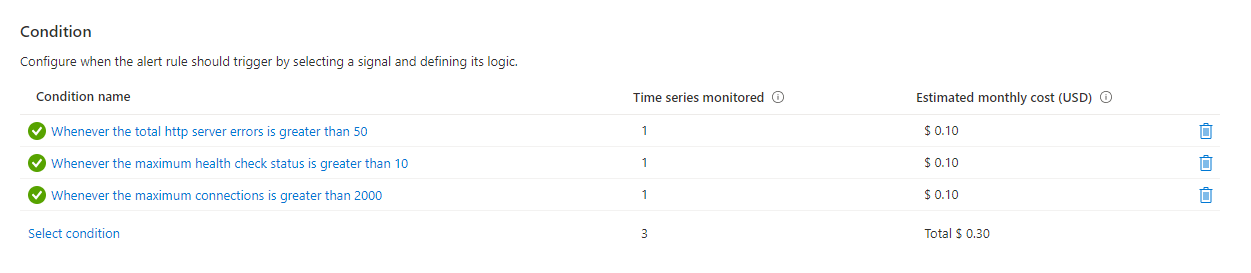 Condition
Configure when the alert rule should trigger by selecting a signal and defining its logic.
Condition name Time series monitored Estimated monthly cost (USD)
Whenever the total http server errors is greater than 50 1 $ 0.10
Whenever the maximum health check status is greater than 10 1 $ 0.10
Whenever the maximum connections is greater than 2000 1 $ 0.10
Select condition 3 Total $ 0.30